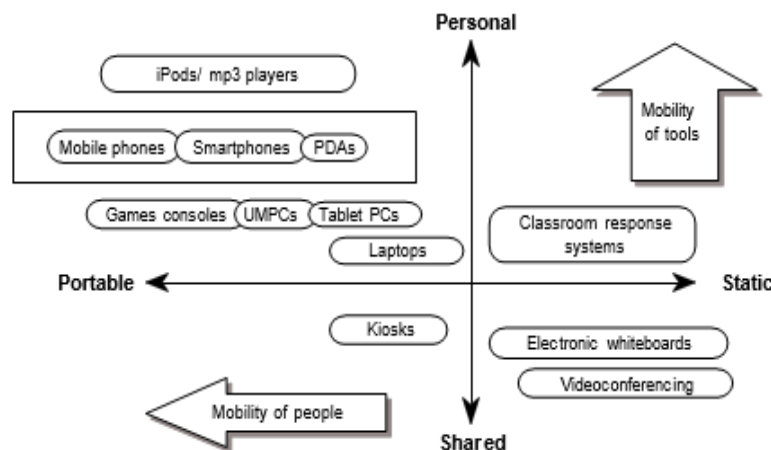 Personal
iPods/ mp3 players
Mobility
of tools
Mobile phones
Smartphones
PDAs
Games consoles
UMPCs
Tablet PCs
Classroom response
systems
Laptops
Portable
Static
Kiosks
Electronic whiteboards
Videoconferencing
Mobility of people
Shared